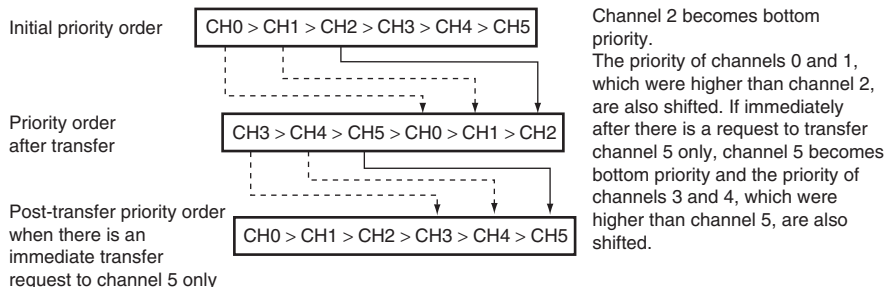 Initial priority order
CH0 > CH1 > CH2 > CH3 > CH4 > CH5
Priority order
after transfer
CH3 > CH4 > CH5 > CH0 > CH1 > CH2
Post-transfer priority order
when there is an
immediate transfer
request to channel 5 only
CH0 > CH1 > CH2 > CH3 > CH4 > CH5
Channel 2 becomes bottom
priority.
The priority of channels 0 and 1,
which were higher than channel 2,
are also shifted. If immediately
after there is a request to transfer
channel 5 only, channel 5 becomes
bottom priority and the priority of
channels 3 and 4, which were
higher than channel 5, are also
shifted.